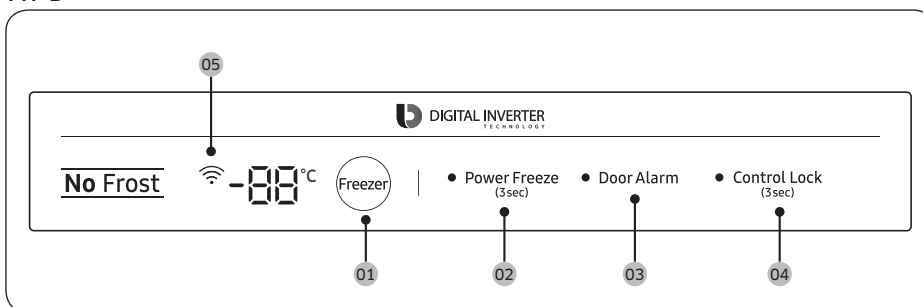 05
DIGITAL INVERTER
TECHNOLOGY
No Frost
-88°C
Freezer
Power Freeze
(3sec)
Door Alarm
Control Lock
(3sec)
01
02
03
04